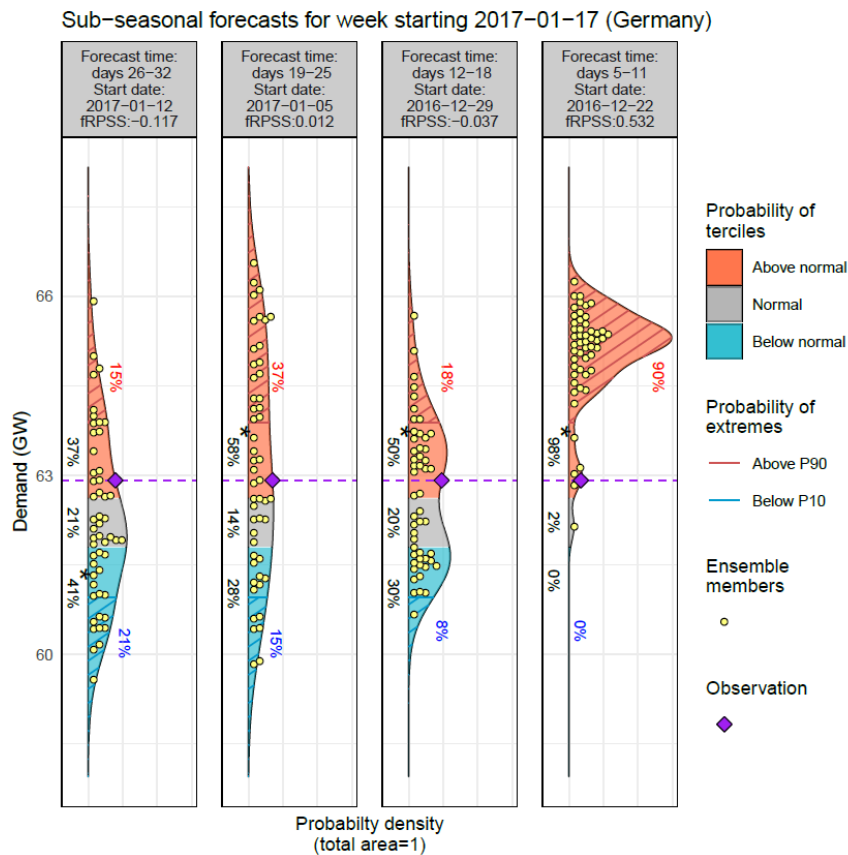 Sub-seasonal forecasts for week starting 2017-01-17 (Germany)
Forecast time:
days 26-32
Start date:
2017-01-12
fRPSS:-0.117
Forecast time:
days 19-25
Start date:
2017-01-05
fRPSS:0.012
Forecast time:
days 12-18
Start date:
2016-12-29
fRPSS:-0.037
Forecast time:
days 5-11
Start date:
2016-12-22
fRPSS:0.532
Demand (GW)
66
63
60
15%
37%
21%
41%
21%
*
37%
58%
14%
28%
15%
*
18%
50%
20%
30%
8%
*
90%
98%
2%
0%
0%
*
Probabilty density
(total area=1)
Probability of
terciles
Above normal
Normal
Below normal
Probability of
extremes
Above P90
Below P10
Ensemble
members
Observation